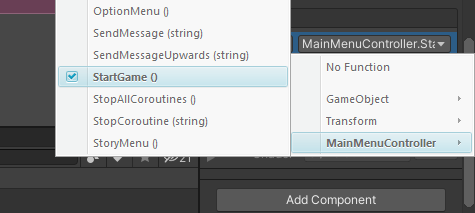 OptionMenu ()
SendMessage (string)
SendMessageUpwards (string)
StartGame ()
StopAllCoroutines ()
StopCoroutine (string)
StoryMenu ()
MainMenuController.Sta
No Function
GameObject
Transform
MainMenuController
21
Add Component